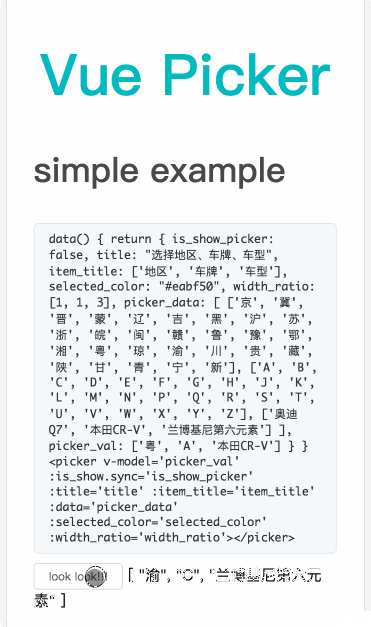 Vue Picker
simple example
data() { return { is_show_picker:
false, title: "选择地区、车牌、车型",
item_title: ['地区', '车牌', '车型'],
selected_color: "#eabf50", width_ratio:
[1, 1, 3], picker_data: [ ['京', '冀',
'晋', '蒙', '辽', '吉', '黑', '沪', '苏',
'浙', '皖', '闽', '赣', '鲁', '豫', '鄂',
'湘', '粤', '琼', '渝', '川', '贵', '藏',
'陕', '甘', '青', '宁', '新'], ['A', 'B',
'C', 'D', 'E', 'F', 'G', 'H', 'J', 'K',
'L', 'M', 'N', 'P', 'Q', 'R', 'S', 'T',
'U', 'V', 'W', 'X', 'Y', 'Z'], ['奥迪
Q7', '本田CR-V', '兰博基尼第六元素'] ],
picker_val: ['粤', 'A', '本田CR-V'] } }
<picker v-model='picker_val'
:is_show.sync='is_show_picker'
:title='title' :item_title='item_title'
:data='picker_data'
:selected_color='selected_color'
:width_ratio='width_ratio'></picker>
look look!!! [ "渝", "C", "兰博基尼第六元
素" ]